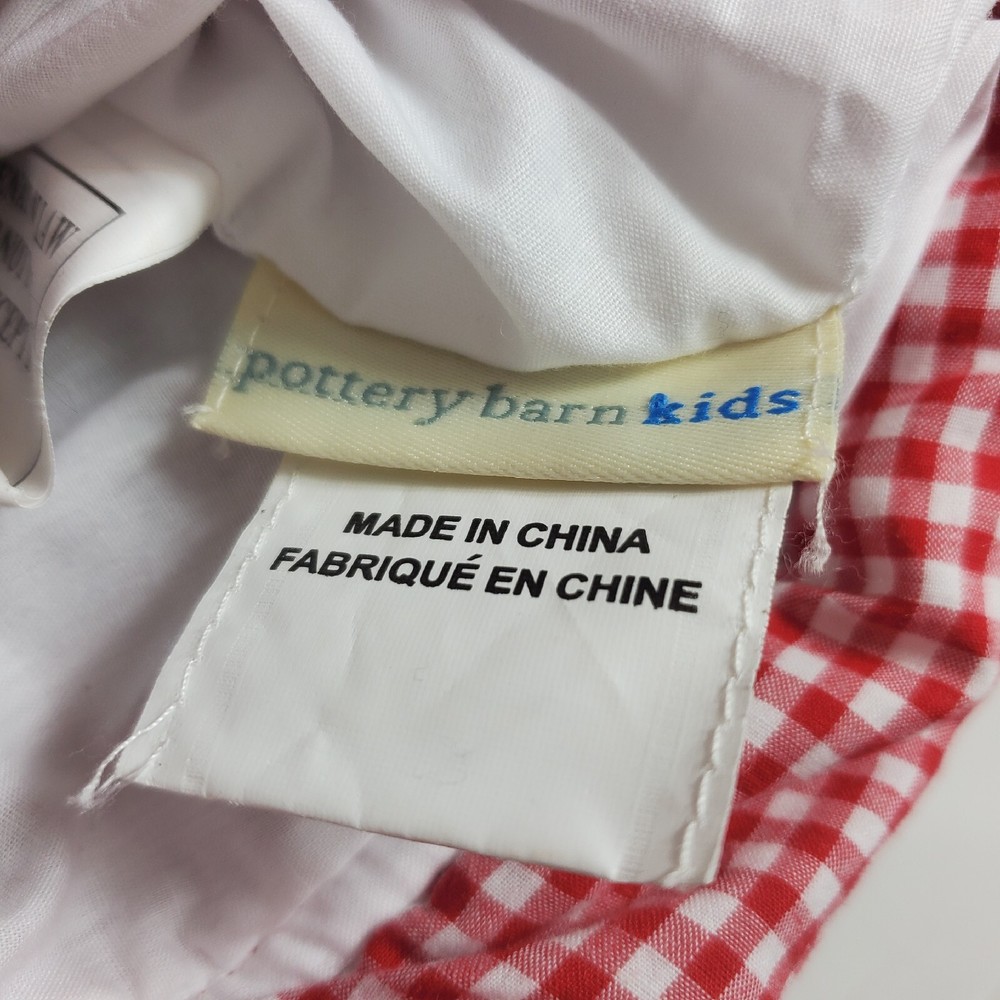 pottery barn kids
MADE IN CHINA
FABRIQUÉ EN CHINE